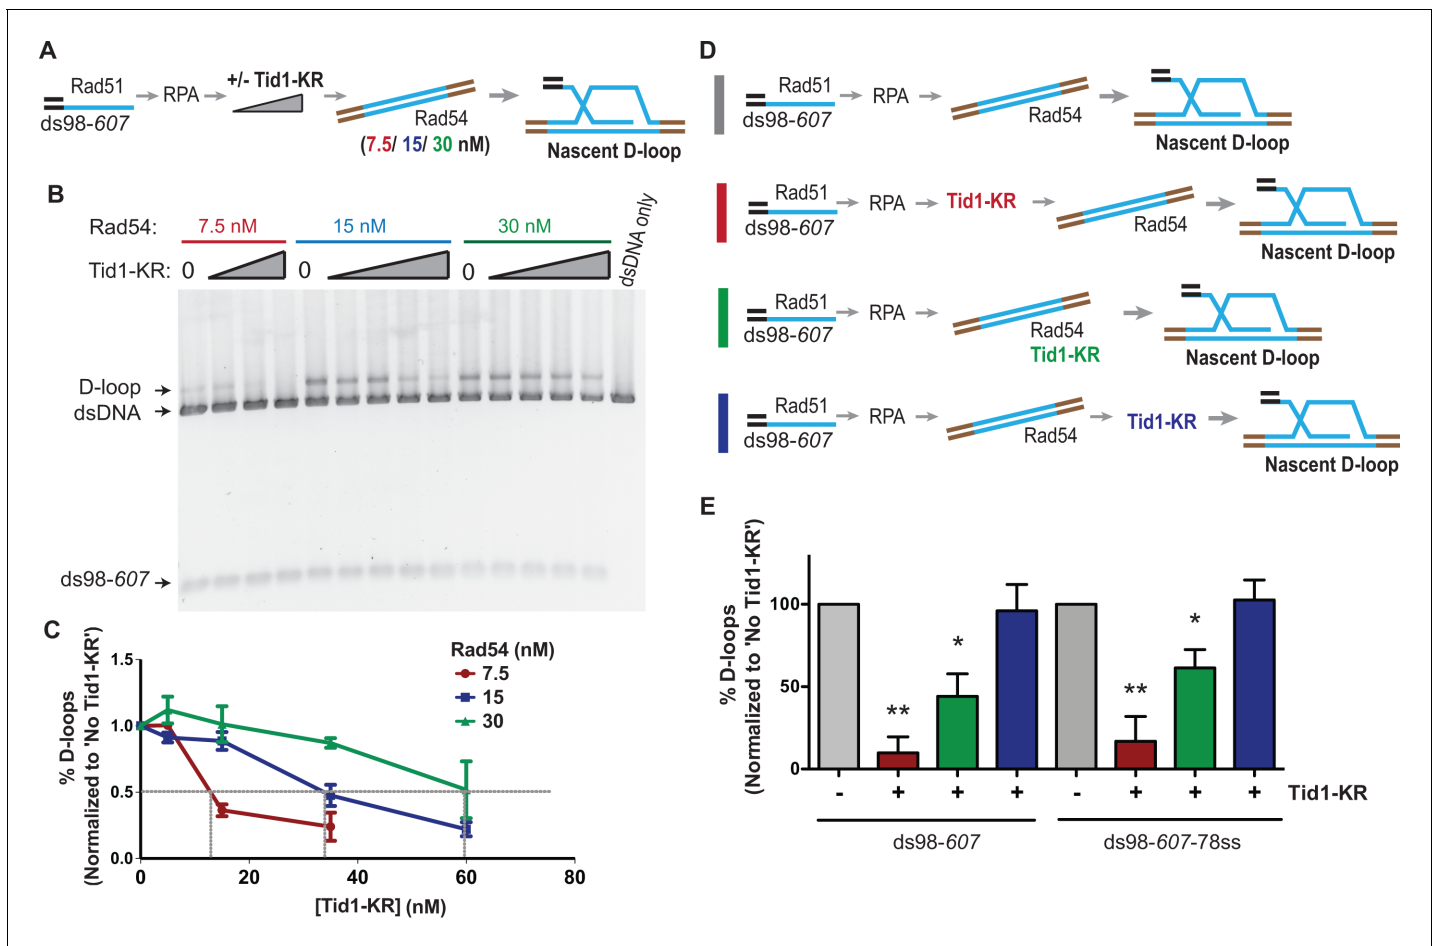 A
Rad51
ds98-607
RPA
+/- Tid1-KR
Rad54
(7.5/ 15/ 30 nM)
Nascent D-loop
B
Rad54:
7.5 nM
15 nM
30 nM
dsDNA only
Tid1-KR:
0
0
0
D-loop
dsDNA
ds98-607
C
% D-loops
(Normalized to 'No Tid1-KR')
1.5
1.0
0.5
0.0
0
20
40
60
80
[Tid1-KR] (nM)
Rad54 (nM)
7.5
15
30
D
Rad51
ds98-607
RPA
Rad54
Nascent D-loop
Rad51
ds98-607
RPA
Tid1-KR
Rad54
Nascent D-loop
Rad51
ds98-607
RPA
Rad54
Tid1-KR
Nascent D-loop
Rad51
ds98-607
RPA
Rad54
Tid1-KR
Nascent D-loop
E
% D-loops
(Normalized to 'No Tid1-KR')
100
50
0
**
*
**
*
- + + + - + + + Tid1-KR
ds98-607
ds98-607-78ss